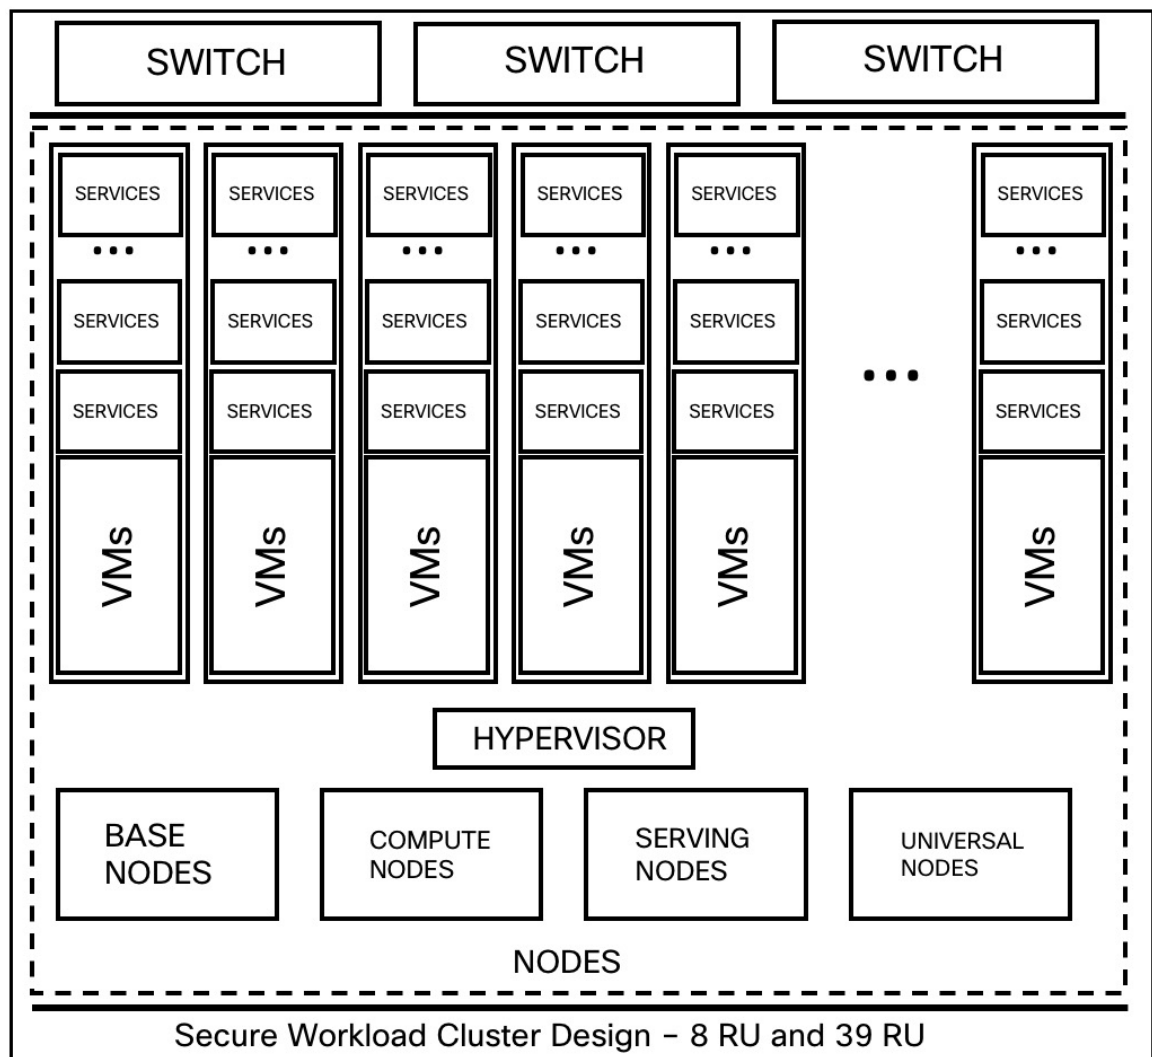 SWITCH SWITCH SWITCH
SERVICES SERVICES SERVICES SERVICES SERVICES SERVICES
... ... ... ... ... ...
SERVICES SERVICES SERVICES SERVICES SERVICES SERVICES
...
SERVICES SERVICES SERVICES SERVICES SERVICES SERVICES
VMs VMs VMs VMs VMs VMs
HYPERVISOR
BASE
NODES
COMPUTE
NODES
SERVING
NODES
UNIVERSAL
NODES
NODES
Secure Workload Cluster Design – 8 RU and 39 RU